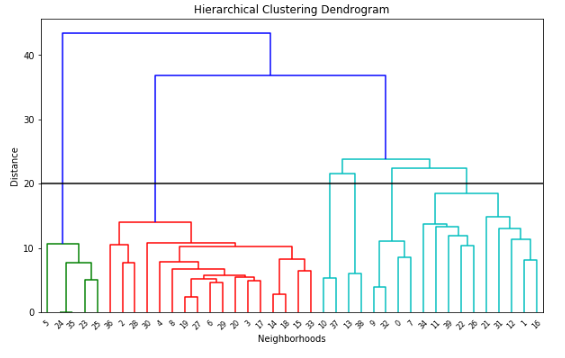 Hierarchical Clustering Dendrogram
40
30
20
10
0
Distance
5 24 35 23 25 36 2 28 30 4 8 19 27 6 29 20 3 17 14 18 15 33 10 37 13 38 9 32 0 7 34 11 39 22 26 21 31 12 1 16
Neighborhoods